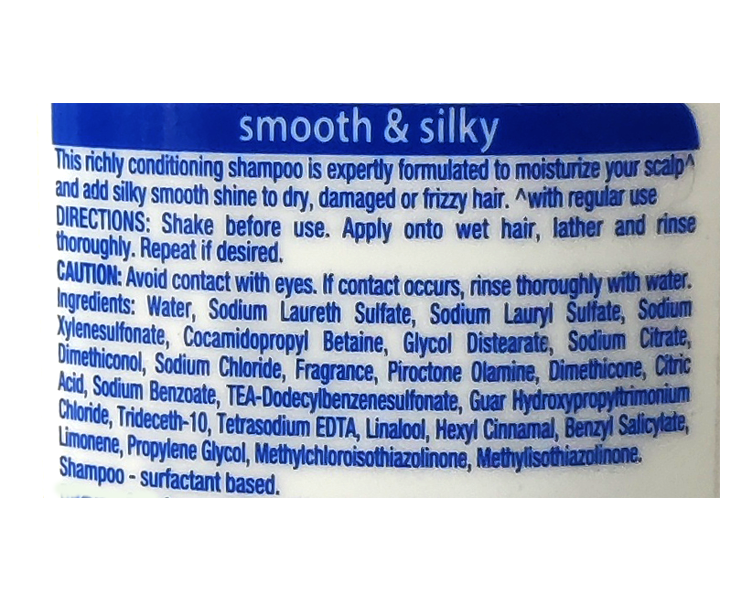 smooth & silky
This richly conditioning shampoo is expertly formulated to moisturize your scalp^
and add silky smooth shine to dry, damaged or frizzy hair. ^with regular use
DIRECTIONS: Shake before use. Apply onto wet hair, lather and rinse
thoroughly. Repeat if desired.
CAUTION: Avoid contact with eyes. If contact occurs, rinse thoroughly with water.
Ingredients: Water, Sodium Laureth Sulfate, Sodium Lauryl Sulfate, Sodium
Xylenesulfonate, Cocamidopropyl Betaine, Glycol Distearate, Sodium Citrate,
Dimethiconol, Sodium Chloride, Fragrance, Piroctone Olamine, Dimethicone, Citric
Acid, Sodium Benzoate, TEA-Dodecylbenzenesulfonate, Guar Hydroxypropyltrimonium
Chloride, Trideceth-10, Tetrasodium EDTA, Linalool, Hexyl Cinnamal, Benzyl Salicylate,
Limonene, Propylene Glycol, Methylchloroisothiazolinone, Methylisothiazolinone.
Shampoo - surfactant based.